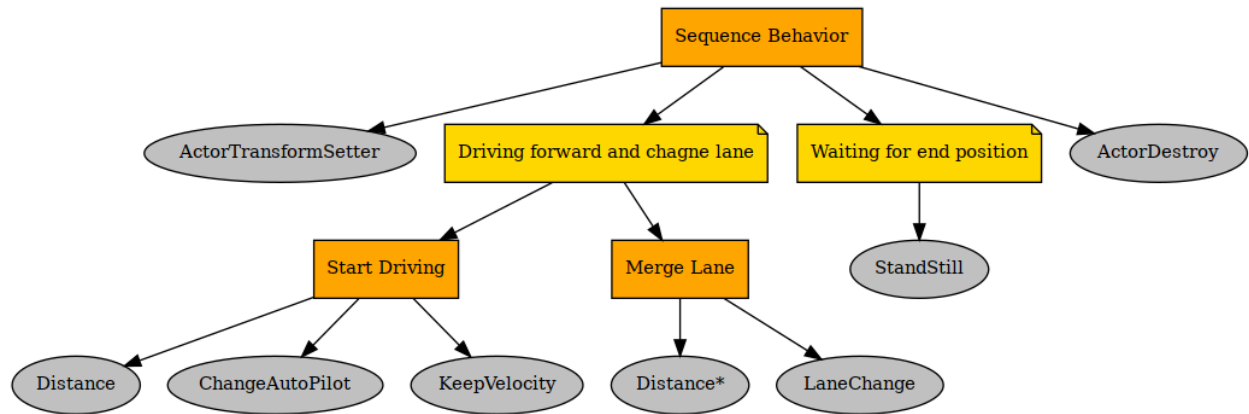 Sequence Behavior
ActorTransformSetter
Driving forward and chagne lane
Waiting for end position
ActorDestroy
Start Driving
Merge Lane
StandStill
Distance
ChangeAutoPilot
KeepVelocity
Distance*
LaneChange